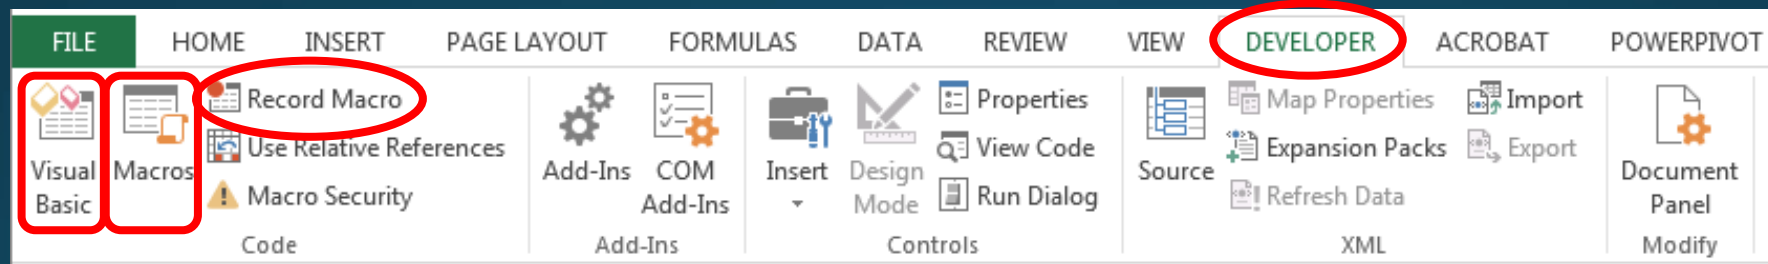 FILE HOME INSERT PAGE LAYOUT FORMULAS DATA REVIEW VIEW DEVELOPER ACROBAT POWERPIVOT
Visual
Basic
Macros
Record Macro
Use Relative References
Macro Security
Code
Add-Ins
COM
Add-Ins
Add-Ins
Insert
Design
Mode
Properties
View Code
Run Dialog
Controls
Source
Map Properties
Expansion Packs
Refresh Data
Import
Export
XML
Document
Panel
Modify